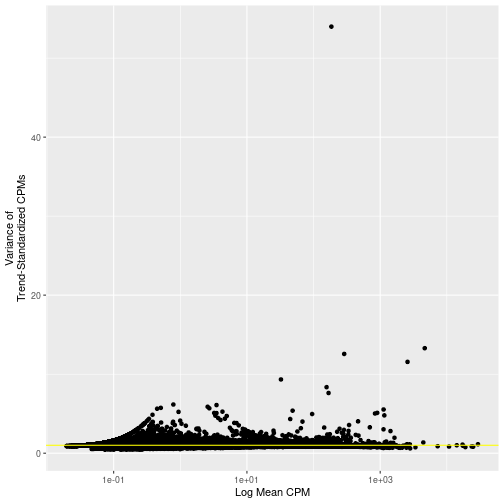 Variance of
Trend-Standardized CPMs
40
20
0
1e-01
1e+01
1e+03
Log Mean CPM